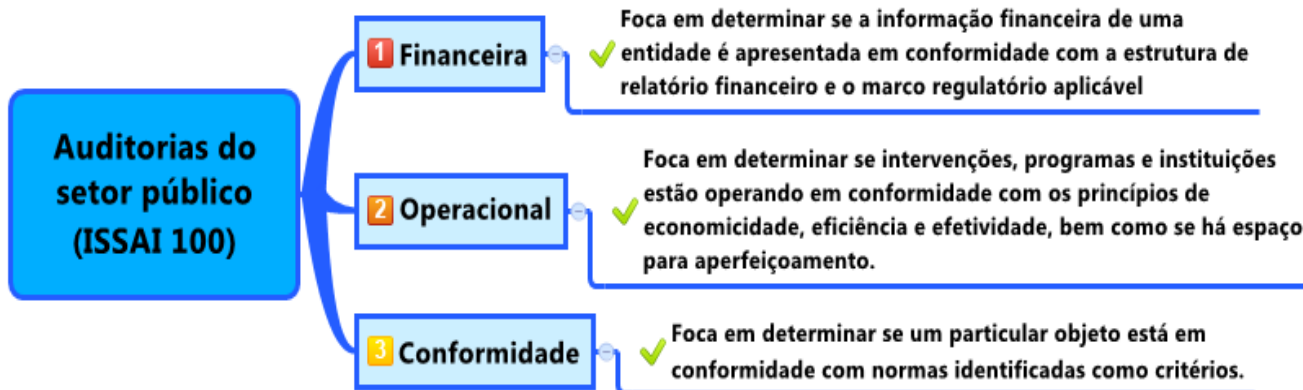 Auditorias do
setor público
(ISSAI 100)
1 Financeira
Foca em determinar se a informação financeira de uma
entidade é apresentada em conformidade com a estrutura de
relatório financeiro e o marco regulatório aplicável
2 Operacional
Foca em determinar se intervenções, programas e instituições
estão operando em conformidade com os princípios de
economicidade, eficiência e efetividade, bem como se há espaço
para aperfeiçoamento.
3 Conformidade
Foca em determinar se um particular objeto está em
conformidade com normas identificadas como critérios.